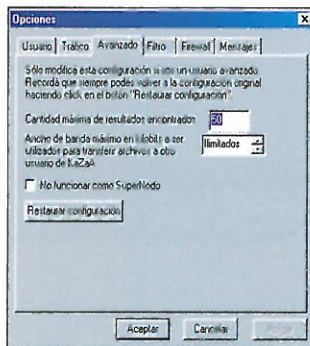 Opciones
Usuario Trafico Avanzado Filtro Firewall Mensajes
Sólo modifica esta configuración si sos un usuario avanzado.
Recordá que siempre podés volver a la configuración original
haciendo click en el botón "Restaurar configuración".
Cantidad máxima de resultados encontrados 50
Ancho de banda máximo en kilobits a ser
utilizados para transferir archivos a otro
usuario de KaZaA
Ilimitados
No funcionar como SuperNodo
Restaurar configuración
Aceptar Cancelar